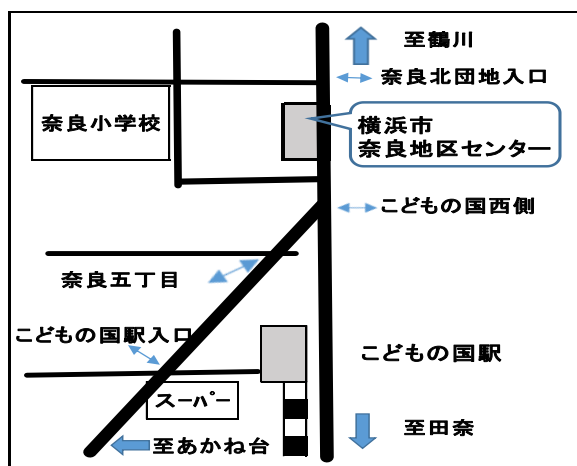 至鶴川
奈良北団地入口
奈良小学校
横浜市
奈良地区センター
こどもの国西側
奈良五丁目
こどもの国駅入口
こどもの国駅
スーパー
至田奈
至あかね台